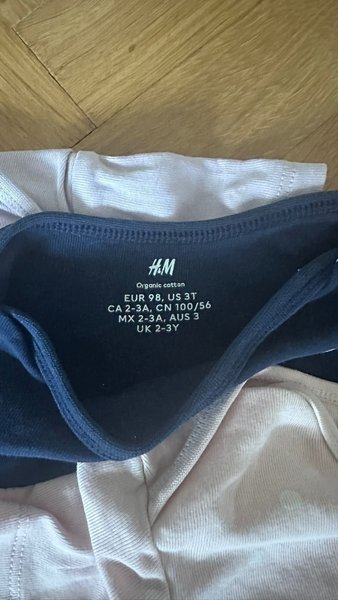 H&M
Organic cotton
EUR 98, US 3T
CA 2-3A, CN 100/56
MX 2-3A, AUS 3
UK 2-3Y